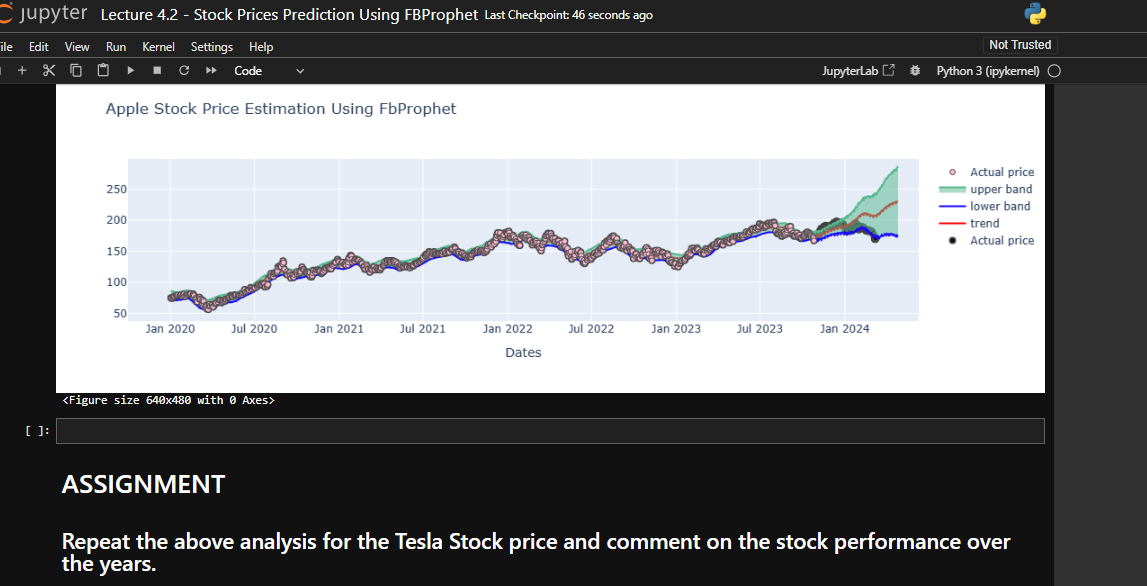 jupyter Lecture 4.2 - Stock Prices Prediction Using FBProphet Last Checkpoint: 46 seconds ago
ile Edit View Run Kernel Settings Help Not Trusted
Code JupyterLab Python 3 (ipykernel)
Apple Stock Price Estimation Using FbProphet
250
200
150
100
50
Jan 2020 Jul 2020 Jan 2021 Jul 2021 Jan 2022 Jul 2022 Jan 2023 Jul 2023 Jan 2024
Dates
Actual price
upper band
lower band
trend
Actual price
<Figure size 640x480 with 0 Axes>
[ ]:
ASSIGNMENT
Repeat the above analysis for the Tesla Stock price and comment on the stock performance over
the years.